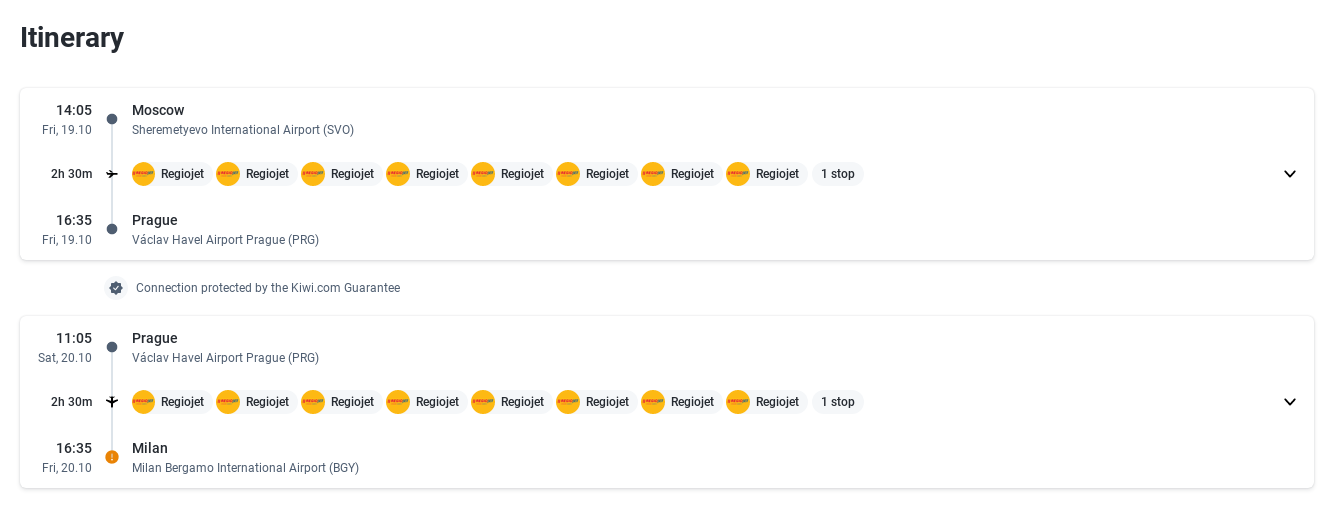 Itinerary
14:05 Moscow
Fri, 19.10 Sheremetyevo International Airport (SVO)
2h 30m Regiojet Regiojet Regiojet Regiojet Regiojet Regiojet Regiojet Regiojet 1 stop
16:35 Prague
Fri, 19.10 Václav Havel Airport Prague (PRG)
Connection protected by the Kiwi.com Guarantee
11:05 Prague
Sat, 20.10 Václav Havel Airport Prague (PRG)
2h 30m Regiojet Regiojet Regiojet Regiojet Regiojet Regiojet Regiojet Regiojet 1 stop
16:35 Milan
Fri, 20.10 Milan Bergamo International Airport (BGY)